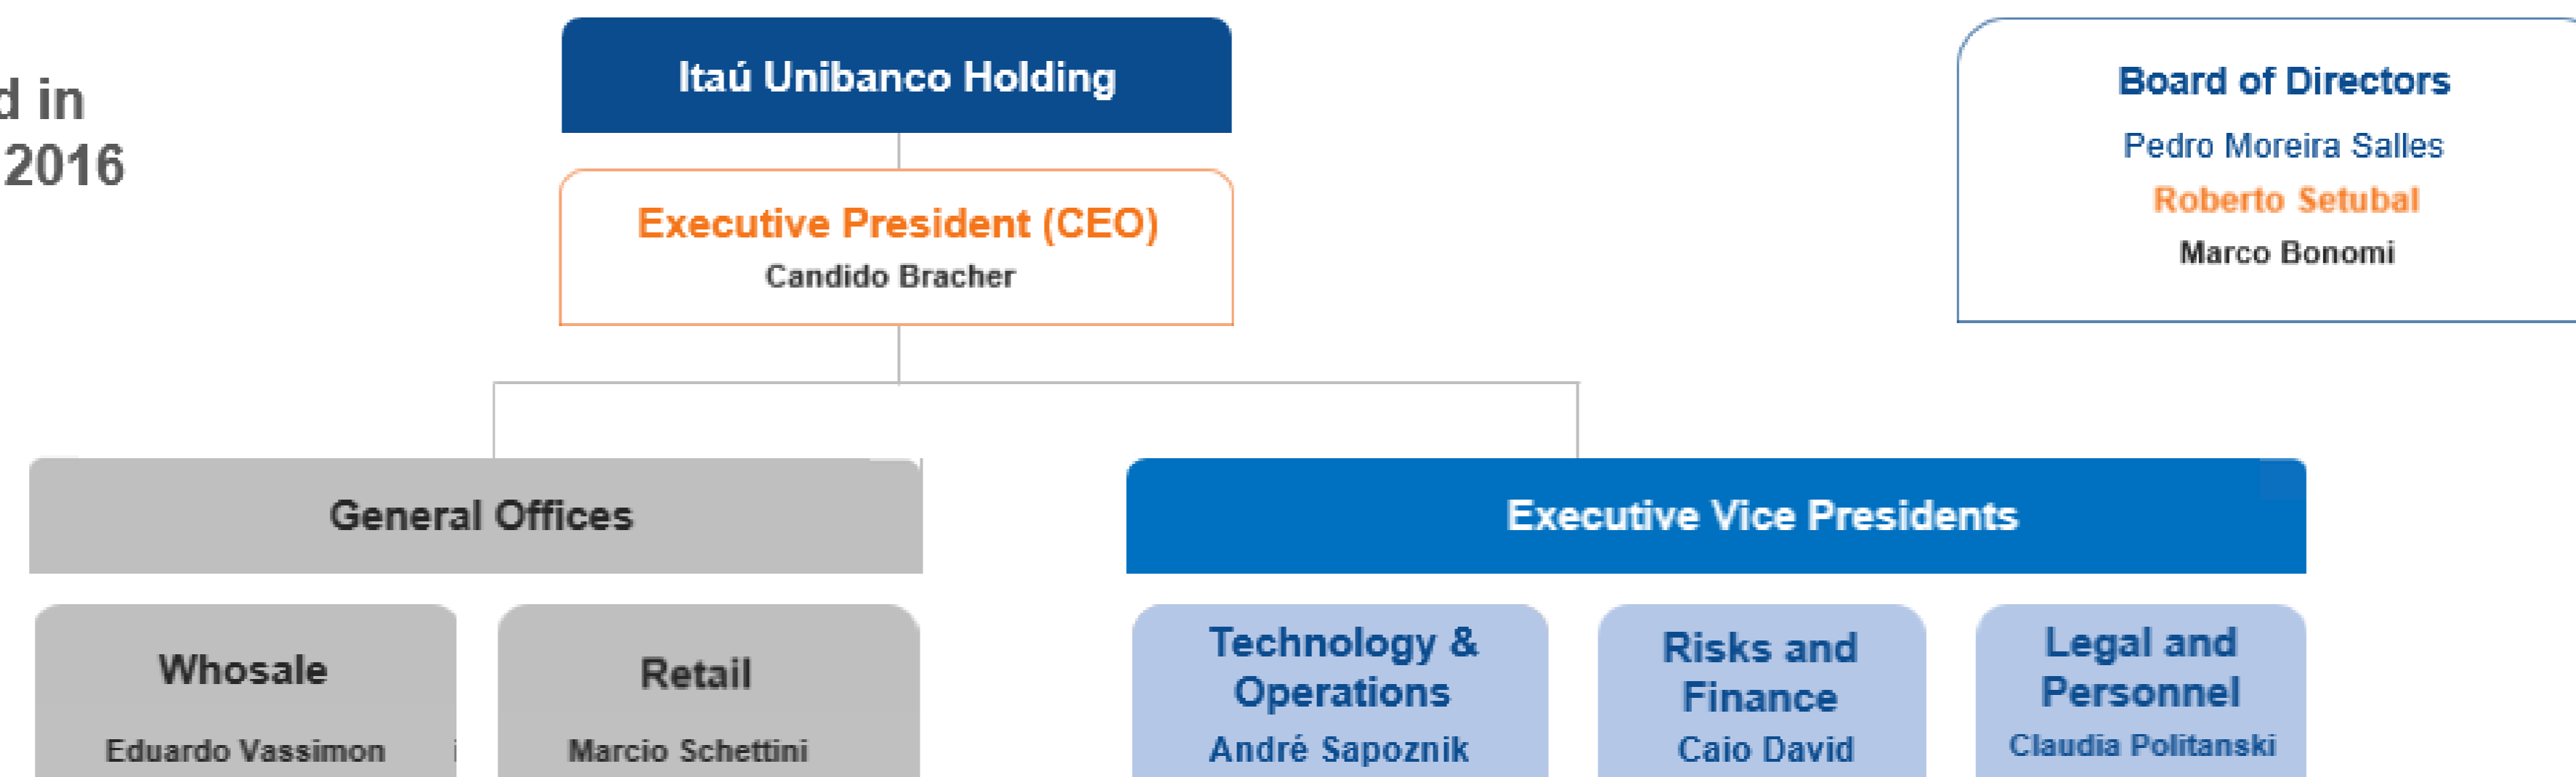 d in
2016
Itaú Unibanco Holding
Executive President (CEO)
Candido Bracher
Board of Directors
Pedro Moreira Salles
Roberto Setubal
Marco Bonomi
General Offices
Executive Vice Presidents
Whosale
Eduardo Vassimon
Retail
Marcio Schettini
Technology &
Operations
André Sapoznik
Risks and
Finance
Caio David
Legal and
Personnel
Claudia Politanski